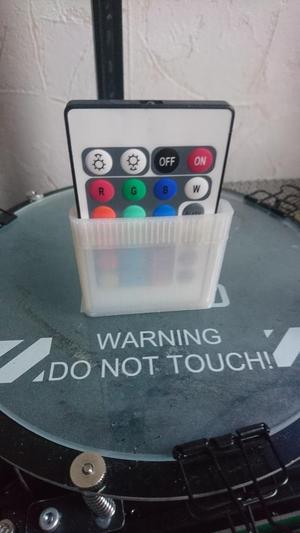 OFF ON
R G B W
WARNING
DO NOT TOUCH!